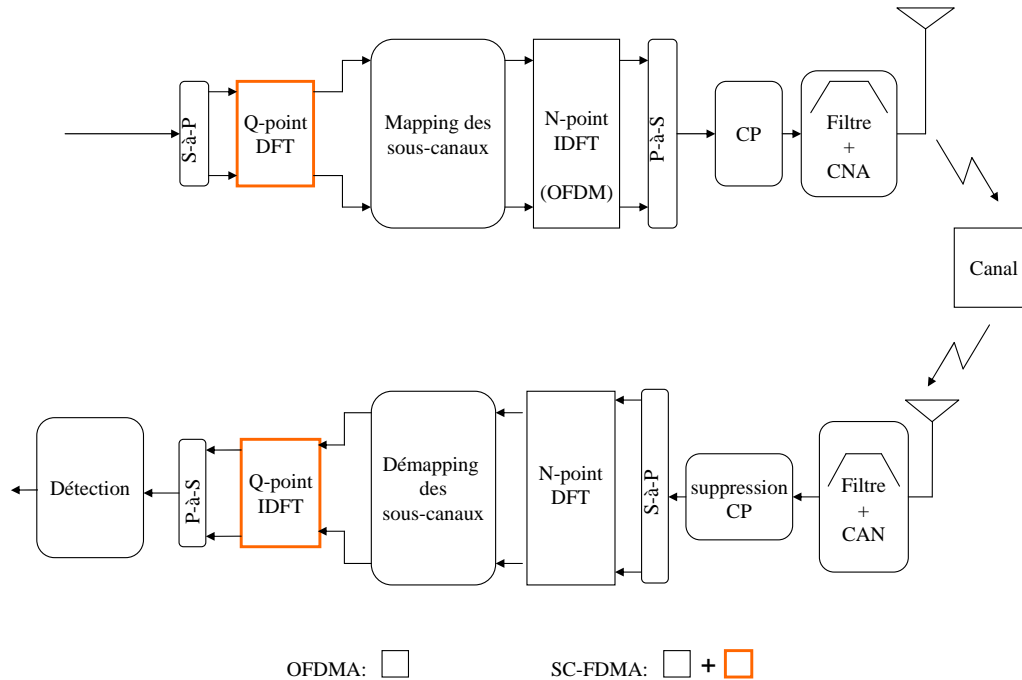 S-à-P
Q-point
DFT
Mapping des
sous-canaux
N-point
IDFT
(OFDM)
P-à-S
CP
Filtre
+
CNA
Canal
Détection
P-à-S
Q-point
IDFT
Démapping
des
sous-canaux
N-point
DFT
S-à-P
suppression
CP
Filtre
+
CAN
OFDMA:
SC-FDMA: +